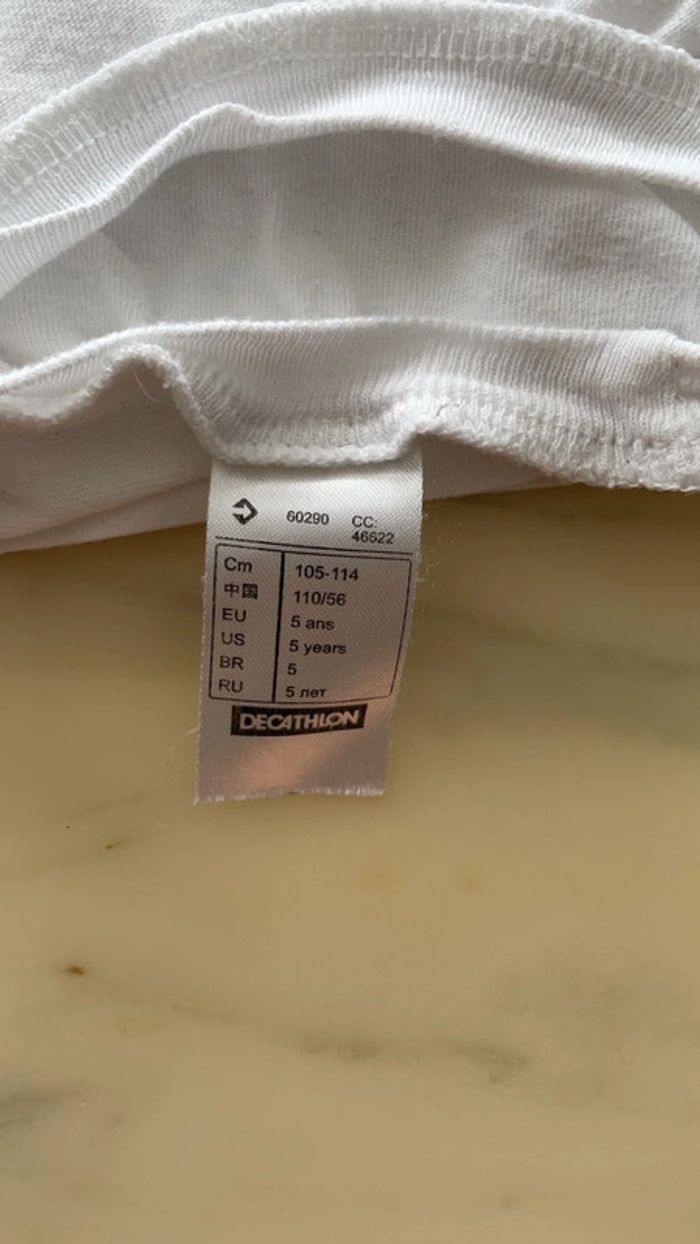 60290 CC:
46622
Cm 105-114
中国 110/56
EU 5 ans
US 5 years
BR 5
RU 5 лет
DECATHLON